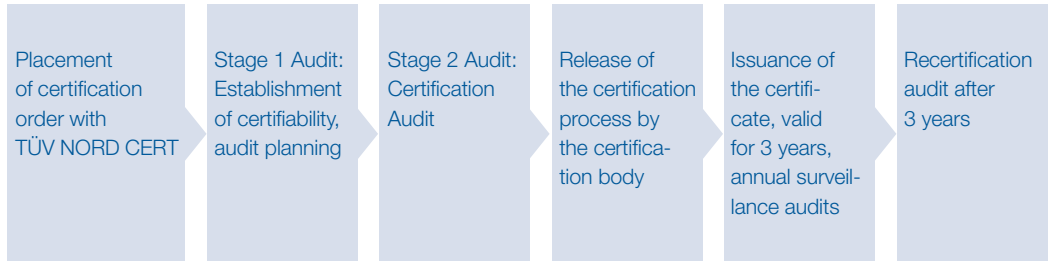 Placement
of certification
order with
TÜV NORD CERT
Stage 1 Audit:
Establishment
of certifiability,
audit planning
Stage 2 Audit:
Certification
Audit
Release of
the certification
process by
the certifica-
tion body
Issuance of
the certifi-
cate, valid
for 3 years,
annual surveil-
lance audits
Recertification
audit after
3 years